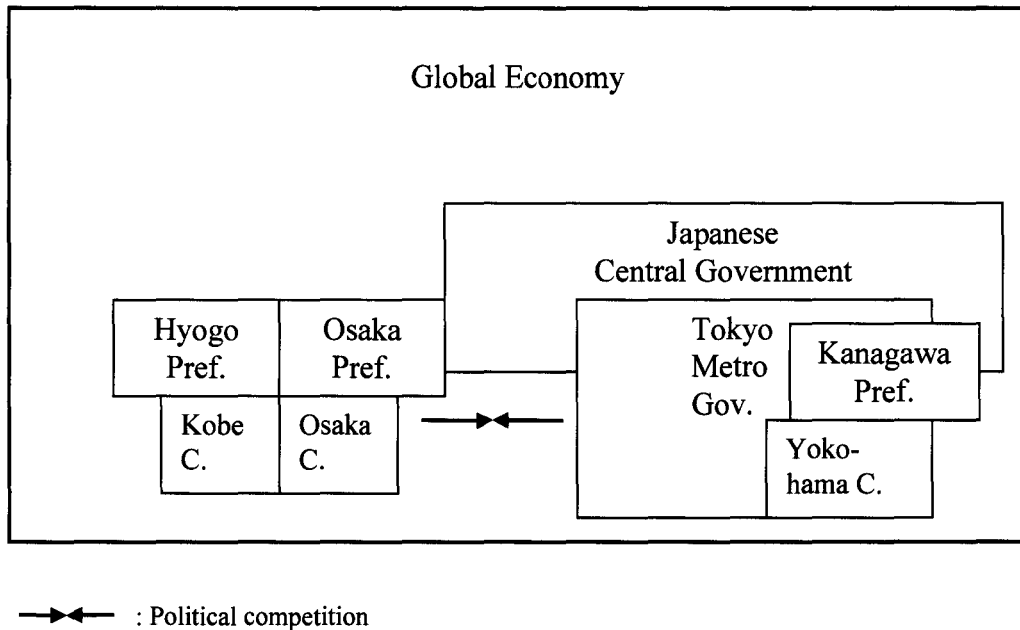 Global Economy
Japanese
Central Government
Hyogo
Pref.
Osaka
Pref.
Tokyo
Metro
Gov.
Kanagawa
Pref.
Kobe
C.
Osaka
C.
Yoko-
hama C.
: Political competition